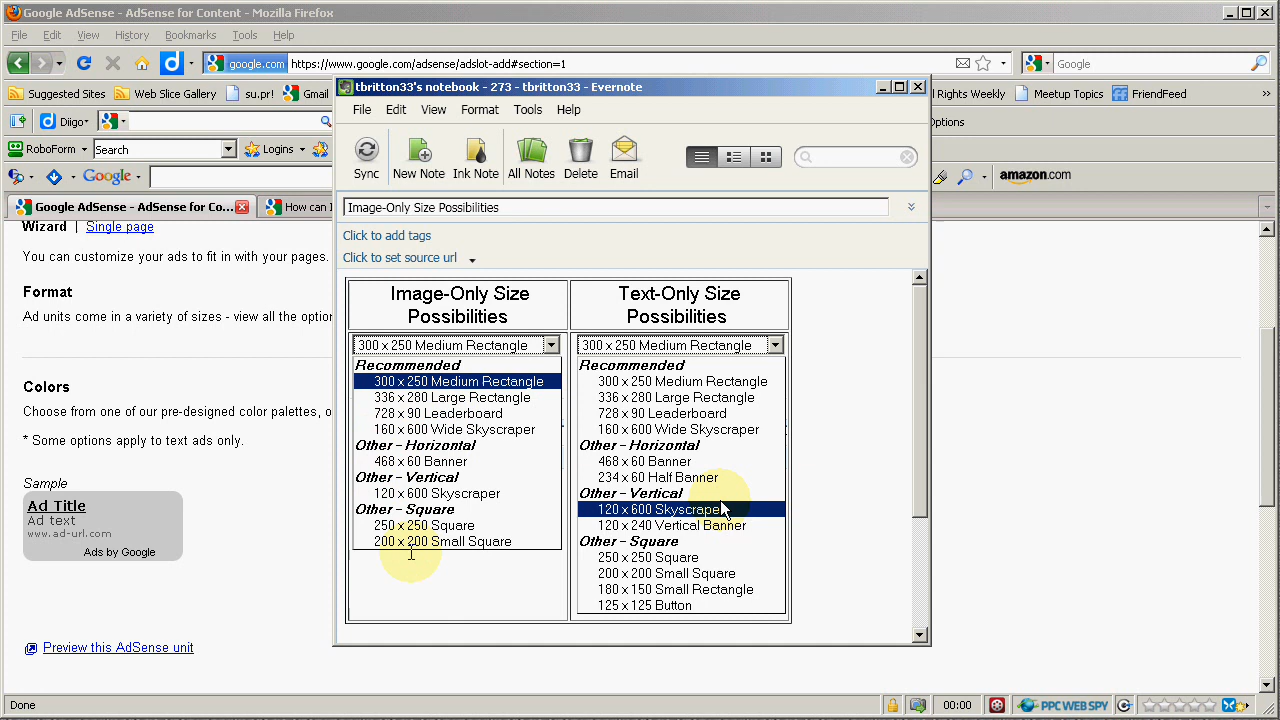 Google AdSense - AdSense for Content - Mozilla Firefox
File Edit View History Bookmarks Tools Help
google.com https://www.google.com/adsense/adslot-add#section=1 Google
Suggested Sites Web Slice Gallery su.pr! Gmail Rights Weekly Meetup Topics FriendFeed
Diigo Options
RoboForm Search Logins
Google amazon.com
Google AdSense - AdSense for Co... How can I
Wizard | Single page
You can customize your ads to fit in with your pages.
Format
Ad units come in a variety of sizes - view all the option
Colors
Choose from one of our pre-designed color palettes, o
* Some options apply to text ads only.
Sample
Ad Title
Ad text
www.ad-url.com
Ads by Google
Preview this AdSense unit
tbritton33's notebook - 273 - tbritton33 - Evernote
File Edit View Format Tools Help
Sync New Note Ink Note All Notes Delete Email
Image-Only Size Possibilities
Click to add tags
Click to set source url
Image-Only Size
Possibilities
300 x 250 Medium Rectangle
Recommended
300 x 250 Medium Rectangle
336 x 280 Large Rectangle
728 x 90 Leaderboard
160 x 600 Wide Skyscraper
Other - Horizontal
468 x 60 Banner
Other - Vertical
120 x 600 Skyscraper
Other - Square
250 x 250 Square
200 x 200 Small Square
Text-Only Size
Possibilities
300 x 250 Medium Rectangle
Recommended
300 x 250 Medium Rectangle
336 x 280 Large Rectangle
728 x 90 Leaderboard
160 x 600 Wide Skyscraper
Other - Horizontal
468 x 60 Banner
234 x 60 Half Banner
Other - Vertical
120 x 600 Skyscraper
120 x 240 Vertical Banner
Other - Square
250 x 250 Square
200 x 200 Small Square
180 x 150 Small Rectangle
125 x 125 Button
Done 00:00 PPC WEB SPY